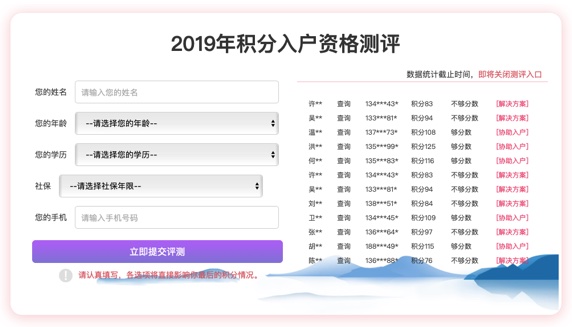 2019年积分入户资格测评
数据统计截止时间，即将关闭测评入口
您的姓名 请输入您的姓名
您的年龄 --请选择您的年龄--
您的学历 --请选择您的学历--
社保 --请选择社保年限--
您的手机 请输入手机号码
立即提交评测
! 请认真填写，各选项将直接影响你最后的积分情况。
许** 查询 134***43* 积分83 不够分数 [解决方案]
吴** 查询 133***81* 积分94 不够分数 [解决方案]
温** 查询 137***73* 积分108 够分数 [协助入户]
洪** 查询 135***99* 积分125 够分数 [协助入户]
何** 查询 135***83* 积分116 够分数 [协助入户]
许** 查询 134***43* 积分83 不够分数 [解决方案]
吴** 查询 133***81* 积分94 不够分数 [解决方案]
刘** 查询 138***51* 积分84 不够分数 [解决方案]
卫** 查询 134***45* 积分109 够分数 [协助入户]
张** 查询 136***64* 积分97 不够分数 [解决方案]
胡** 查询 188***49* 积分115 够分数 [协助入户]
陈** 查询 136***88* 积分76 不够分数 [解决方案]